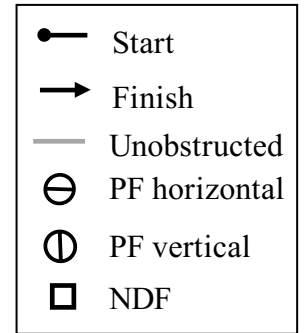 Start
Finish
Unobstructed
PF horizontal
PF vertical
NDF